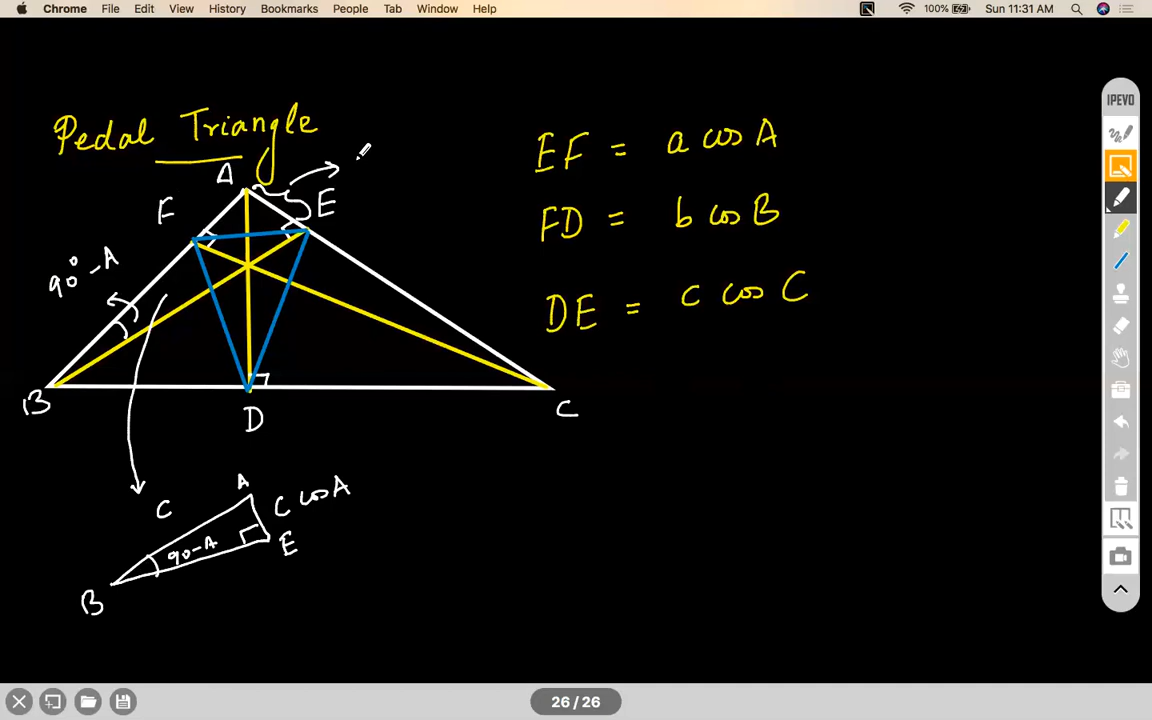 Chrome File Edit View History Bookmarks People Tab Window Help
100% Sun 11:31 AM
IPEVO
Pedal Triangle
EF = a cos A
FD = b cos B
DE = c cos C
A
F
E
90° - A
B
D
C
A
C
C cos A
90-A
E
B
26 / 26